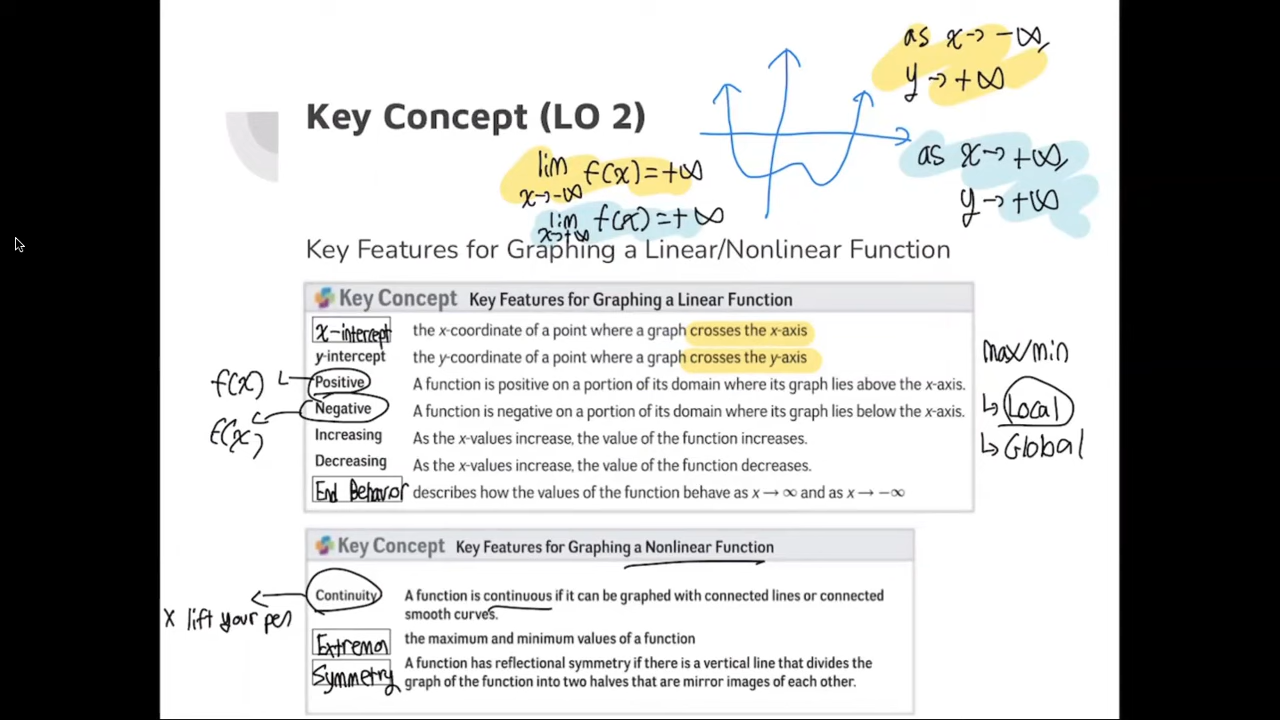 as x→ -∞,
y→ +∞
Key Concept (LO 2)
lim f(x)=+∞
x→-∞
lim f(x)=+∞
x→+∞
as x→ +∞,
y→ +∞
Key Features for Graphing a Linear/Nonlinear Function
Key Concept Key Features for Graphing a Linear Function
x-intercept the x-coordinate of a point where a graph crosses the x-axis
y-intercept the y-coordinate of a point where a graph crosses the y-axis
f(x) Positive A function is positive on a portion of its domain where its graph lies above the x-axis.
f(x) Negative A function is negative on a portion of its domain where its graph lies below the x-axis.
Increasing As the x-values increase, the value of the function increases.
Decreasing As the x-values increase, the value of the function decreases.
End Behavior describes how the values of the function behave as x → ∞ and as x → -∞
max/min
↳ Local
↳ Global
Key Concept Key Features for Graphing a Nonlinear Function
Continuity A function is continuous if it can be graphed with connected lines or connected
smooth curves.
X lift your pen
Extrema the maximum and minimum values of a function
Symmetry A function has reflectional symmetry if there is a vertical line that divides the
graph of the function into two halves that are mirror images of each other.